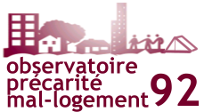 observatoire
précarité
mal-logement 92